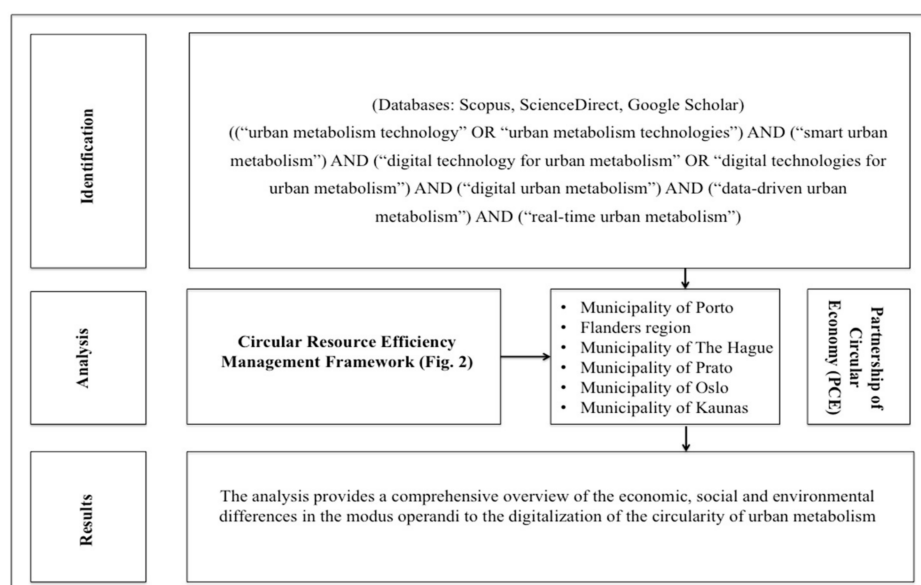 Identification
(Databases: Scopus, ScienceDirect, Google Scholar)
((“urban metabolism technology” OR “urban metabolism technologies”) AND (“smart urban
metabolism”) AND (“digital technology for urban metabolism” OR “digital technologies for
urban metabolism”) AND (“digital urban metabolism”) AND (“data-driven urban
metabolism”) AND (“real-time urban metabolism”)
Analysis
Circular Resource Efficiency
Management Framework (Fig. 2)
• Municipality of Porto
• Flanders region
• Municipality of The Hague
• Municipality of Prato
• Municipality of Oslo
• Municipality of Kaunas
Partnership of
Circular
Economy (PCE)
Results
The analysis provides a comprehensive overview of the economic, social and environmental
differences in the modus operandi to the digitalization of the circularity of urban metabolism